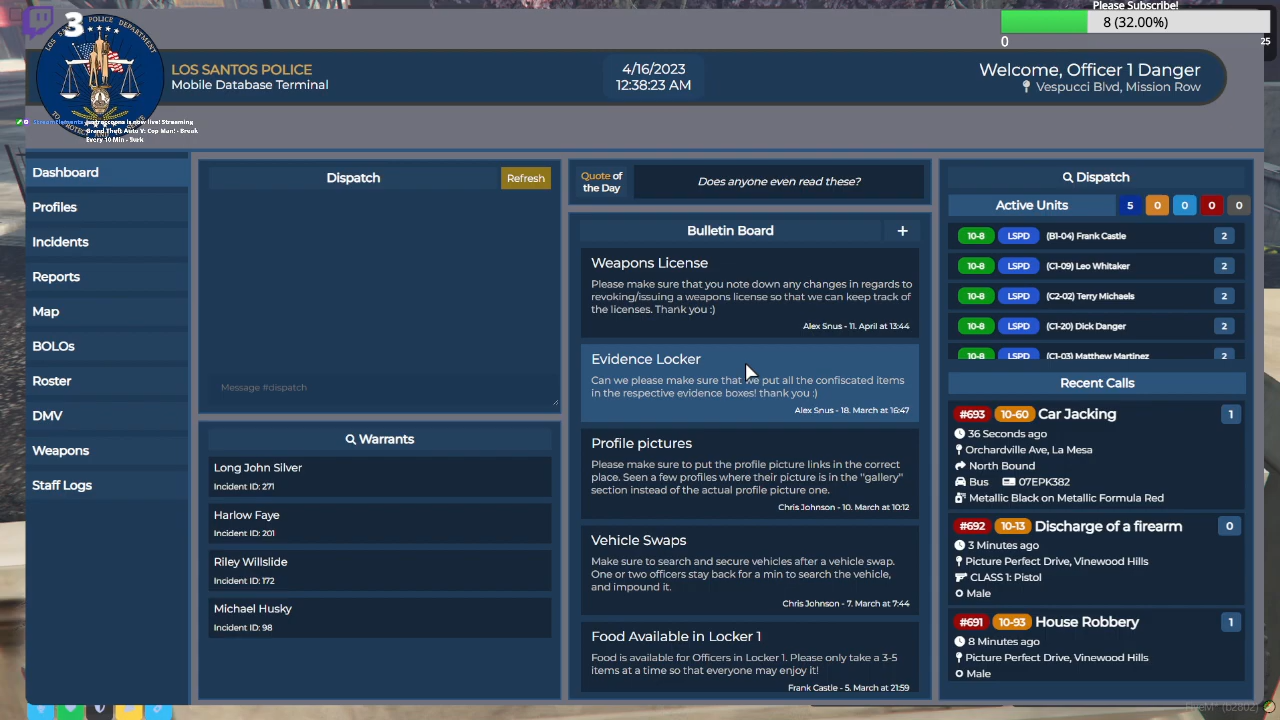 3
Please Subscribe!
8 (32.00%)
0
25
LOS SANTOS POLICE
Mobile Database Terminal
4/16/2023
12:38:23 AM
Welcome, Officer 1 Danger
Vespucci Blvd, Mission Row
is now live! Streaming
Grand Theft Auto V: Cop Man! - Break
Every 10 Min -
Dashboard
Profiles
Incidents
Reports
Map
BOLOs
Roster
DMV
Weapons
Staff Logs
Dispatch
Refresh
Message #dispatch
Warrants
Long John Silver
Incident ID: 271
Harlow Faye
Incident ID: 201
Riley Willslide
Incident ID: 172
Michael Husky
Incident ID: 98
Quote of
the Day
Does anyone even read these?
Bulletin Board
+
Weapons License
Please make sure that you note down any changes in regards to
revoking/issuing a weapons license so that we can keep track of
the licenses. Thank you :)
Alex Snus - 11. April at 13:44
Evidence Locker
Can we please make sure that we put all the confiscated items
in the respective evidence boxes! thank you :)
Alex Snus - 18. March at 16:47
Profile pictures
Please make sure to put the profile picture links in the correct
place. Seen a few profiles where their picture is in the "gallery"
section instead of the actual profile picture one.
Chris Johnson - 10. March at 10:12
Vehicle Swaps
Make sure to search and secure vehicles after a vehicle swap.
One or two officers stay back for a min to search the vehicle,
and impound it.
Chris Johnson - 7. March at 7:44
Food Available in Locker 1
Food is available for Officers in Locker 1. Please only take a 3-5
items at a time so that everyone may enjoy it!
Frank Castle - 5. March at 21:59
Dispatch
Active Units
5 0 0 0 0
10-8 LSPD (B1-04) Frank Castle 2
10-8 LSPD (C1-09) Leo Whitaker 2
10-8 LSPD (C2-02) Terry Michaels 2
10-8 LSPD (C1-20) Dick Danger 2
10-8 LSPD (C1-03) Matthew Martinez 2
Recent Calls
#693 10-60 Car Jacking 1
36 Seconds ago
Orchardville Ave, La Mesa
North Bound
Bus 07EPK382
Metallic Black on Metallic Formula Red
#692 10-13 Discharge of a firearm 0
3 Minutes ago
Picture Perfect Drive, Vinewood Hills
CLASS 1: Pistol
Male
#691 10-93 House Robbery 1
8 Minutes ago
Picture Perfect Drive, Vinewood Hills
Male